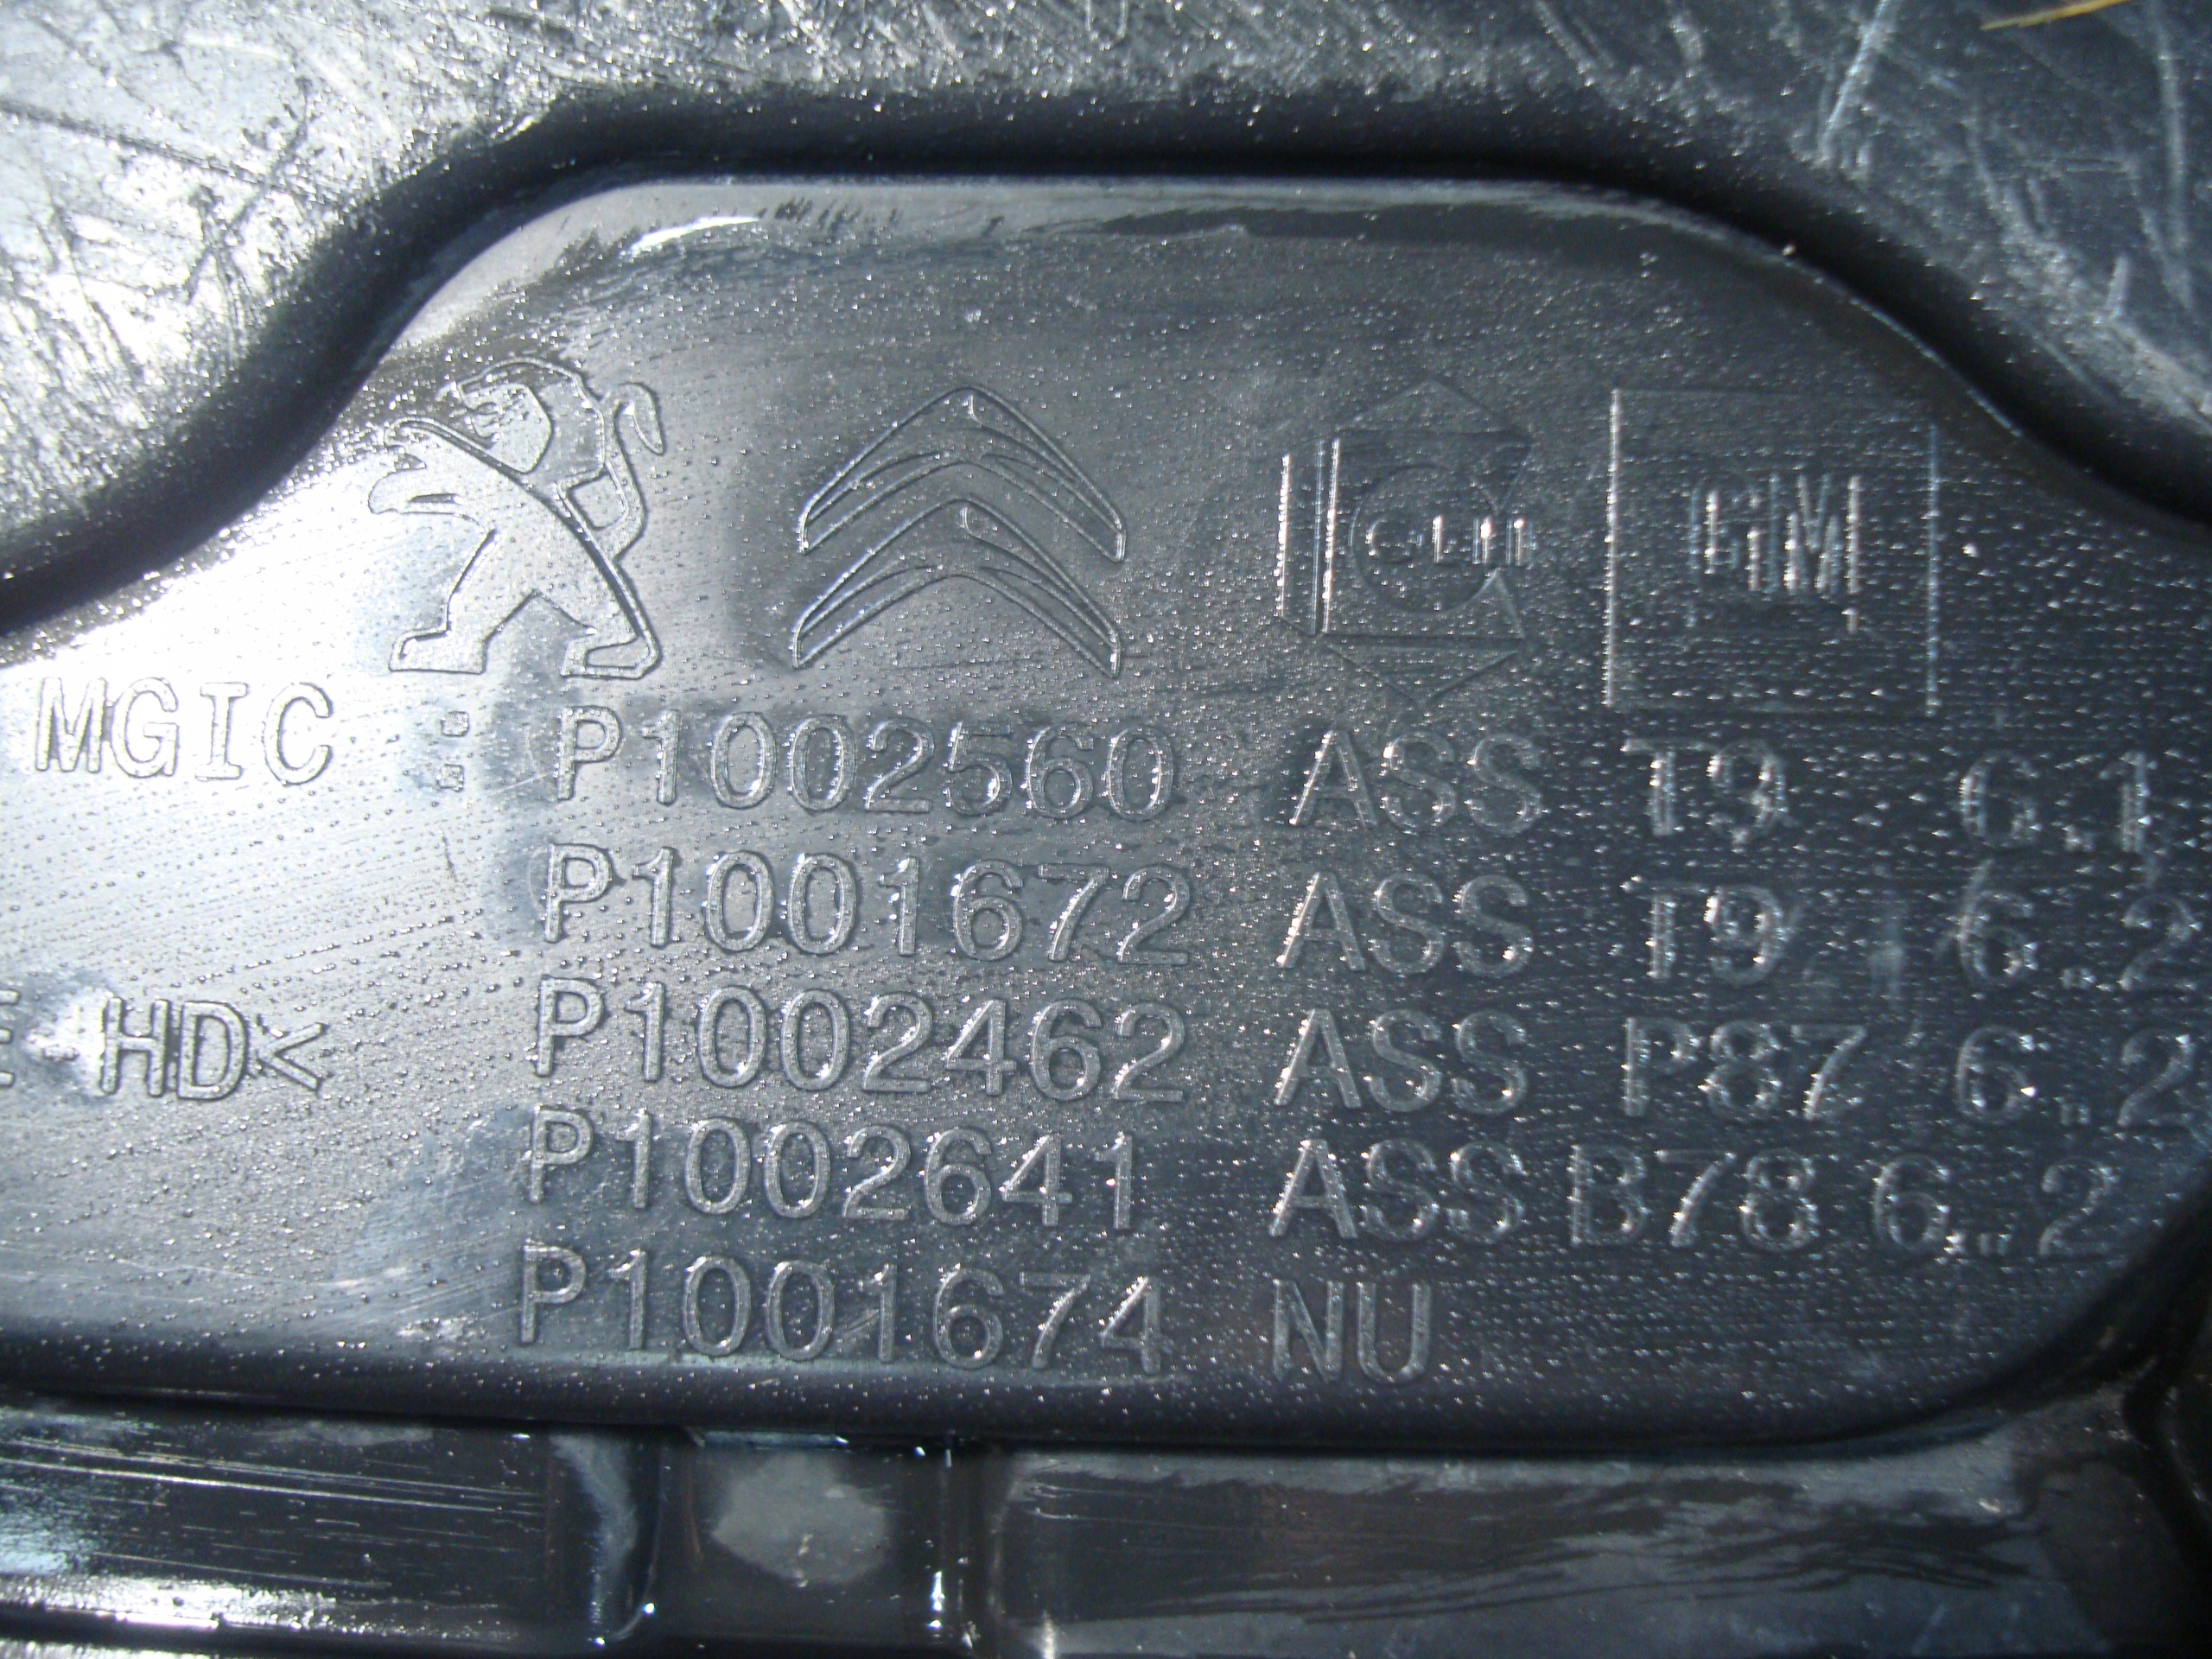 GM
MGIC : P1002560 ASS T9 6.1
P1001672 ASS T9 6.2
HD< P1002462 ASS P87 6.2
P1002641 ASS B78 6.2
P1001674 NU